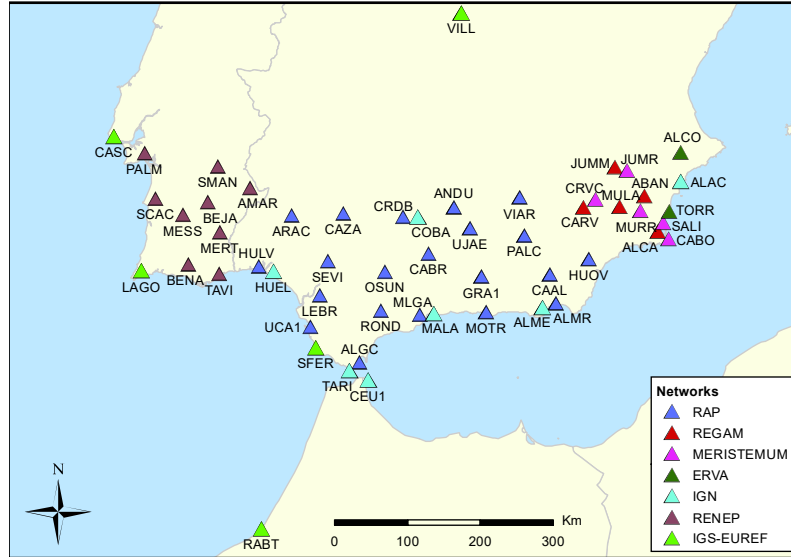 VILL
CASC
PALM
ALCO
JUMM
JUMR
SMAN
ALAC
AMAR
CRVC
MULA
ABAN
SCAC
BEJA
ANDU
VIAR
TORR
MESS
CRDB
CARV
MURR
SALI
ARAC
CAZA
COBA
UJAE
PALC
ALCA
CABO
MERT
HULV
CABR
HUOV
LAGO
BENA
TAVI
HUEL
SEVI
OSUN
GRA1
CAAL
LEBR
MLGA
UCA1
ROND
MALA
MOTR
ALME
ALMR
SFER
ALGC
TARI
CEU1
RABT
N
Km
0 100 200 300
Networks
RAP
REGAM
MERISTEMUM
ERVA
IGN
RENEP
IGS-EUREF